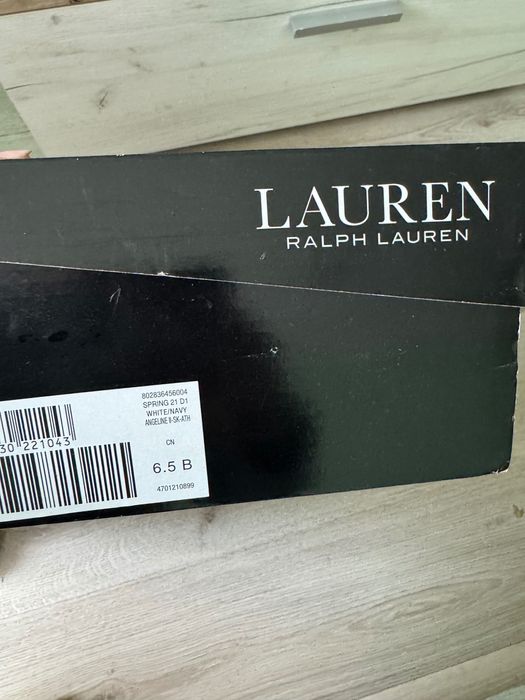 LAUREN
RALPH LAUREN
802836456004
SPRING 21 D1
WHITE/NAVY
ANGELINE II-SK-ATH
30 221043
CN
6.5 B
4701210899